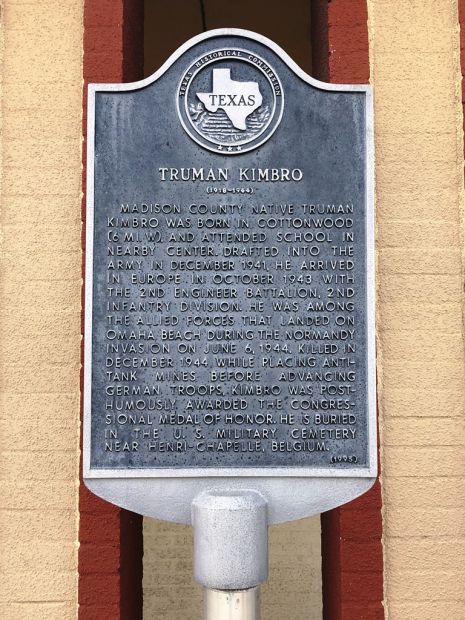 TEXAS HISTORICAL COMMISSION
TEXAS
TRUMAN KIMBRO
(1918-1944)
MADISON COUNTY NATIVE TRUMAN
KIMBRO WAS BORN IN COTTONWOOD
(6 MI. W), AND ATTENDED SCHOOL IN
NEARBY CENTER. DRAFTED INTO THE
ARMY IN DECEMBER 1941, HE ARRIVED
IN EUROPE IN OCTOBER 1943 WITH
THE 2ND ENGINEER BATTALION, 2ND
INFANTRY DIVISION. HE WAS AMONG
THE ALLIED FORCES THAT LANDED ON
OMAHA BEACH DURING THE NORMANDY
INVASION ON JUNE 6, 1944. KILLED IN
DECEMBER 1944 WHILE PLACING ANTI-
TANK MINES BEFORE ADVANCING
GERMAN TROOPS, KIMBRO WAS POST-
HUMOUSLY AWARDED THE CONGRES-
SIONAL MEDAL OF HONOR. HE IS BURIED
IN THE U. S. MILITARY CEMETERY
NEAR HENRI-CHAPELLE, BELGIUM.
(1995)